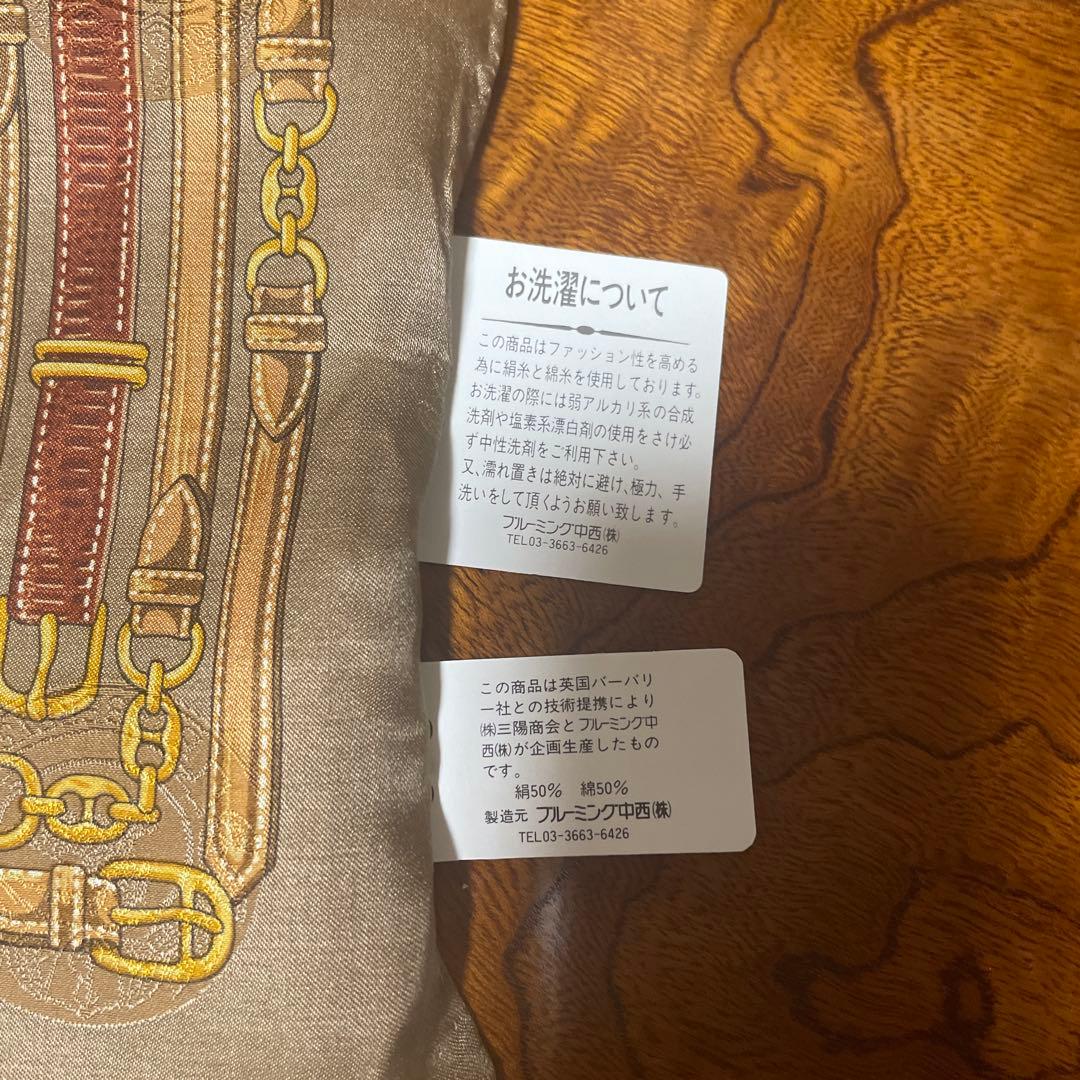 お洗濯について
この商品はファッション性を高める
為に絹糸と綿糸を使用しております。
お洗濯の際には弱アルカリ系の合成
洗剤や塩素系漂白剤の使用をさけ必
ず中性洗剤をご利用下さい。
又、濡れ置きは絶対に避け、極力、手
洗いをして頂くようお願い致します。
ブルーミング中西㈱
TEL03-3663-6426
この商品は英国バーバリ
ー社との技術提携により
㈱三陽商会とブルーミング中
西㈱が企画生産したもの
です。
絹50% 綿50%
製造元 ブルーミング中西㈱
TEL03-3663-6426